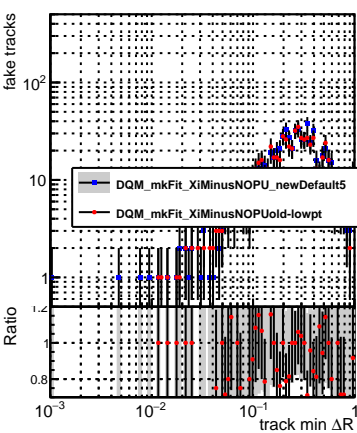 fake tracks
10²
10
1
DQM_mkFit_XiMinusNOPU_newDefault5
DQM_mkFit_XiMinusNOPUold-lowpt
Ratio
1.2
1
0.8
10⁻³ 10⁻² 10⁻¹ 1
track min ΔR